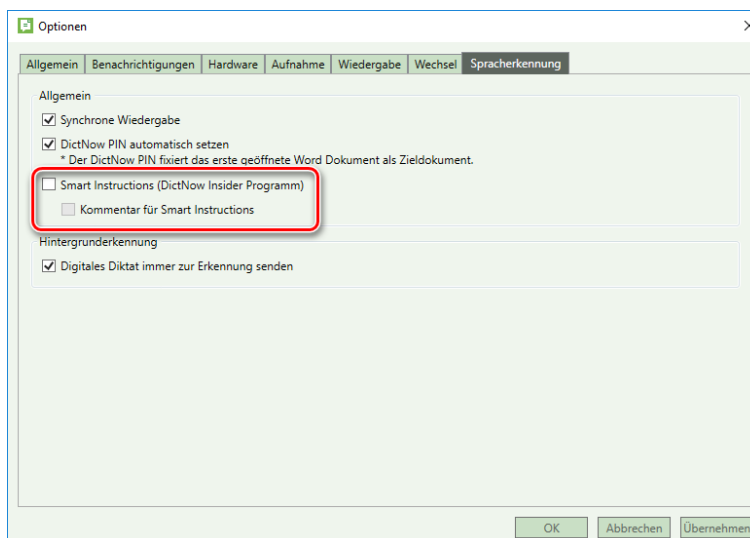 Optionen
Allgemein Benachrichtigungen Hardware Aufnahme Wiedergabe Wechsel Spracherkennung
Allgemein
Synchrone Wiedergabe
DictNow PIN automatisch setzen
* Der DictNow PIN fixiert das erste geöffnete Word Dokument als Zieldokument.
Smart Instructions (DictNow Insider Programm)
Kommentar für Smart Instructions
Hintergrunderkennung
Digitales Diktat immer zur Erkennung senden
OK Abbrechen Übernehmen